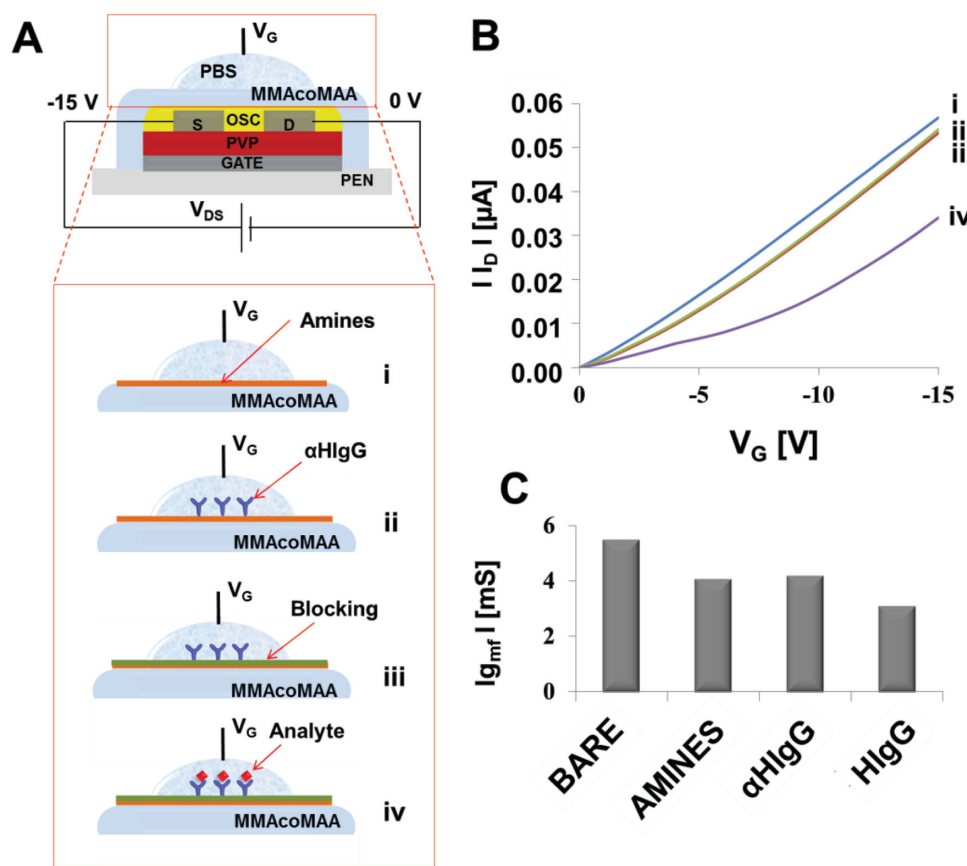 A
V_G
PBS
MMAcoMAA
-15 V
0 V
OSC
S
D
PVP
GATE
PEN
V_DS
V_G
Amines
i
MMAcoMAA
V_G
αHIgG
ii
MMAcoMAA
V_G
Blocking
iii
MMAcoMAA
V_G
Analyte
iv
MMAcoMAA
B
I I_D I [µA]
0.06
0.05
0.04
0.03
0.02
0.01
0.00
0
-5
-10
-15
V_G [V]
i
ii
ii
iv
C
Ig_mf I [mS]
6
4
2
0
BARE
AMINES
αHIgG
HIgG